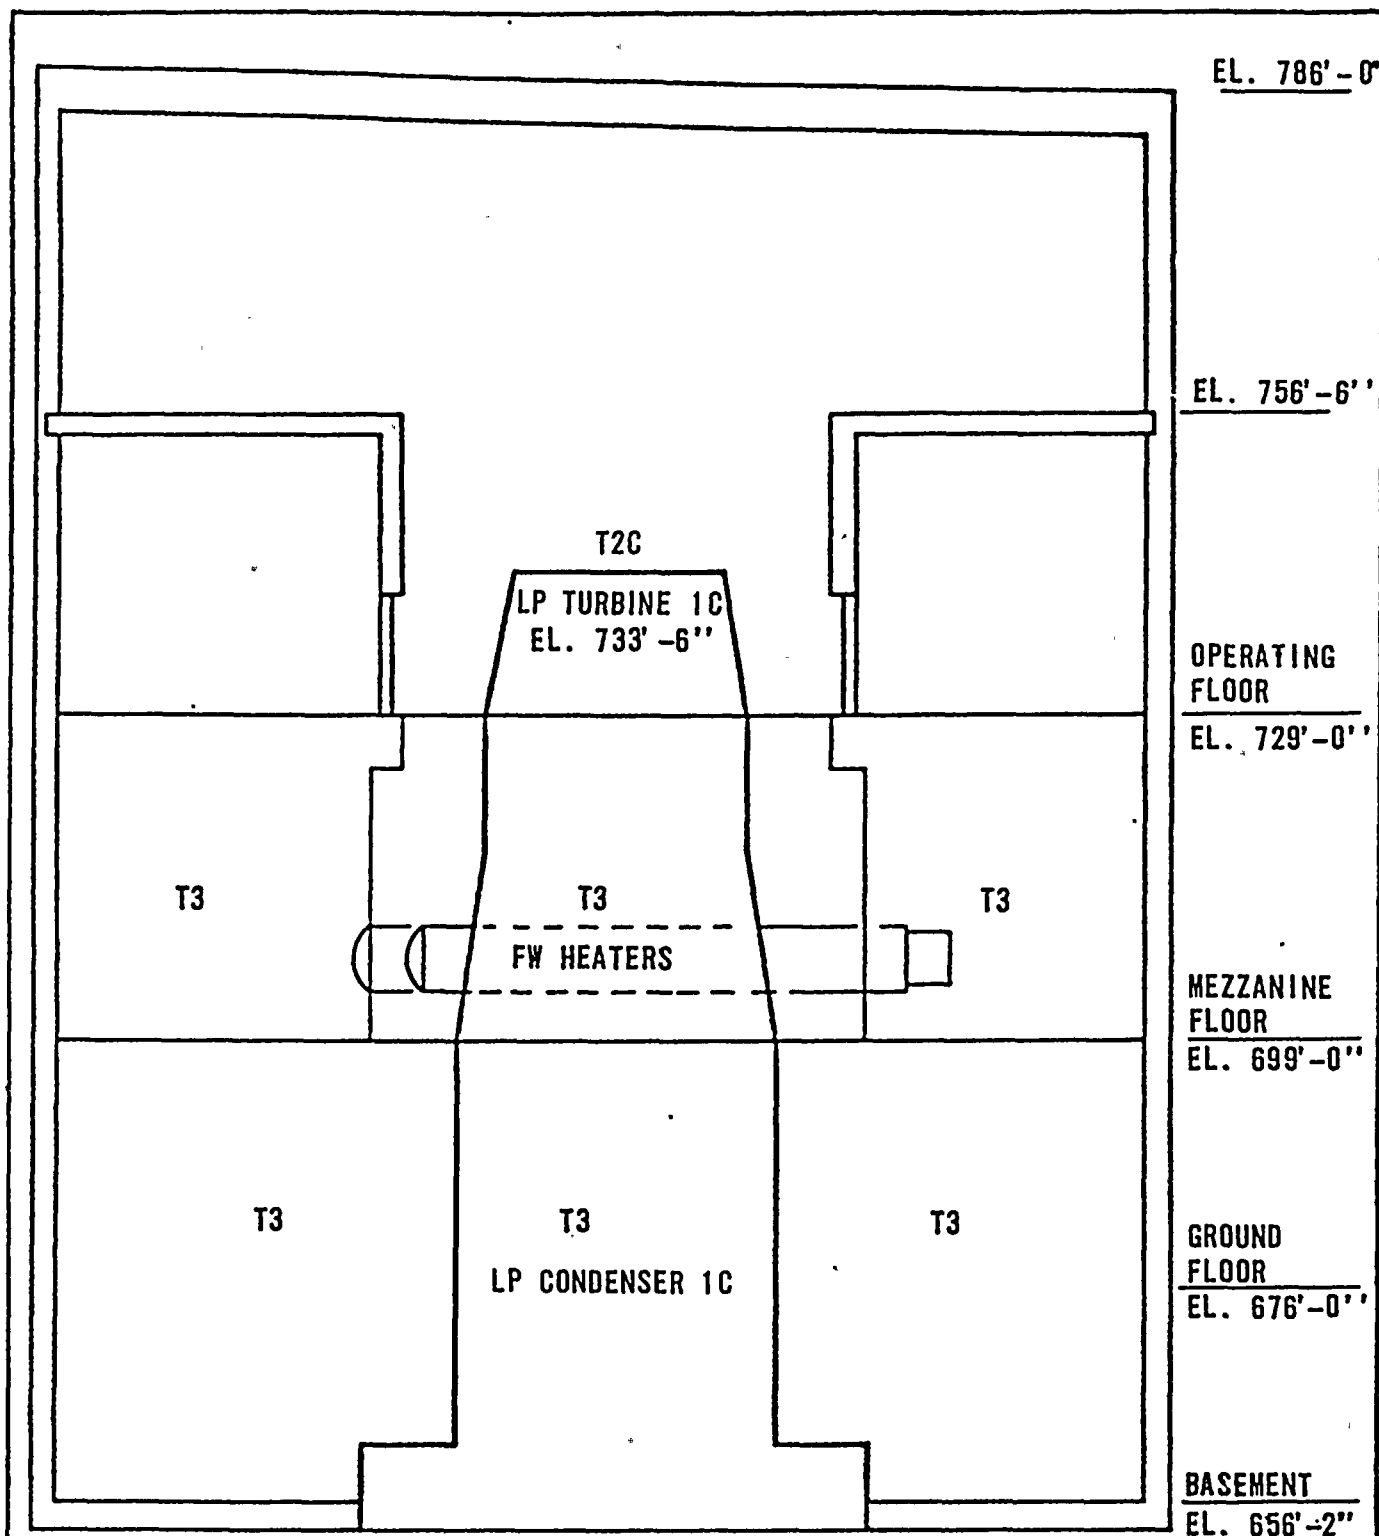 EL. 786'-0"
EL. 756'-6''
T2C
LP TURBINE 1C
EL. 733'-6''
OPERATING
FLOOR
EL. 729'-0''
T3
T3
T3
FW HEATERS
MEZZANINE
FLOOR
EL. 699'-0''
T3
T3
T3
LP CONDENSER 1C
GROUND
FLOOR
EL. 676'-0''
BASEMENT
EL. 656'-2"